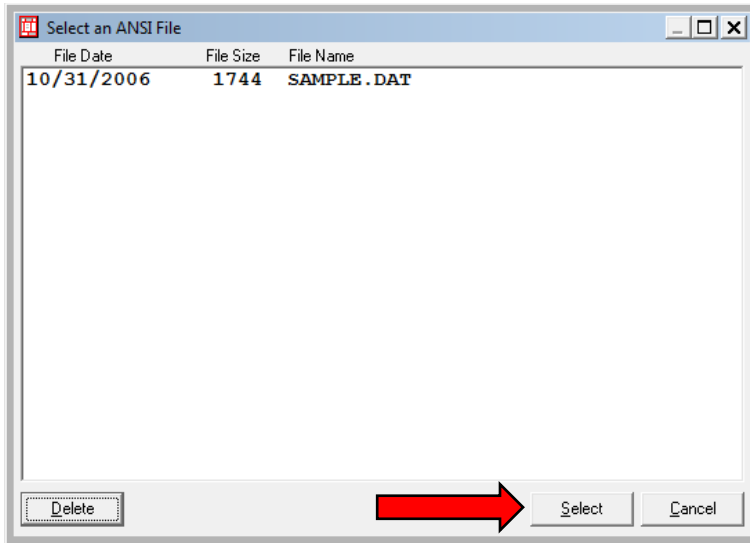 Select an ANSI File
File Date File Size File Name
10/31/2006 1744 SAMPLE.DAT
Delete Select Cancel